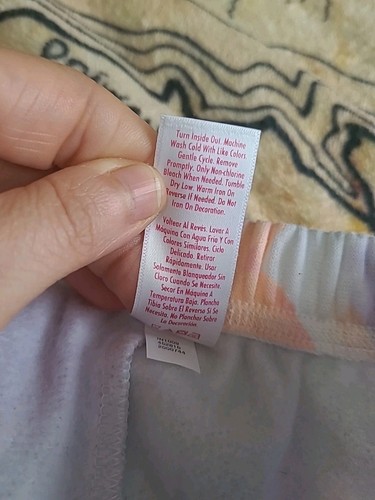 Turn Inside Out. Machine
Wash Cold With Like Colors
Gentle Cycle. Remove
Promptly. Only Non-chlorine
Bleach When Needed. Tumble
Dry Low. Warm Iron On
Reverse If Needed. Do Not
Iron On Decoration.
Voltear Al Revés. Lavar A
Máquina Con Agua Fría Y Con
Colores Similares. Ciclo
Delicado. Retirar
Rápidamente. Usar
Solamente Blanqueador Sin
Cloro Cuando Se Necesite.
Secar En Máquina A
Temperatura Baja. Plancha
Tibia Sobre El Reverso Si Se
Necesita. No Planchar Sobre
La Decoración.